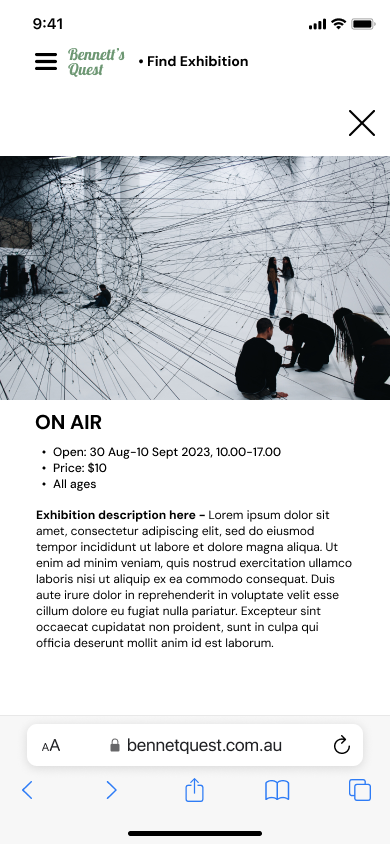 9:41
Bennett's
Quest
• Find Exhibition
ON AIR
• Open: 30 Aug-10 Sept 2023, 10.00-17.00
• Price: $10
• All ages
Exhibition description here – Lorem ipsum dolor sit
amet, consectetur adipiscing elit, sed do eiusmod
tempor incididunt ut labore et dolore magna aliqua. Ut
enim ad minim veniam, quis nostrud exercitation ullamco
laboris nisi ut aliquip ex ea commodo consequat. Duis
aute irure dolor in reprehenderit in voluptate velit esse
cillum dolore eu fugiat nulla pariatur. Excepteur sint
occaecat cupidatat non proident, sunt in culpa qui
officia deserunt mollit anim id est laborum.
AA bennetquest.com.au